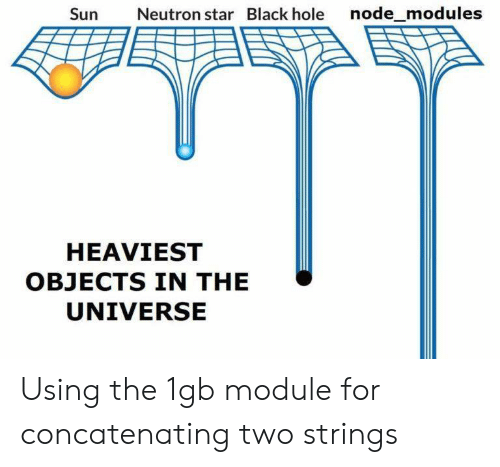 Sun Neutron star Black hole node_modules
HEAVIEST
OBJECTS IN THE
UNIVERSE
Using the 1gb module for
concatenating two strings